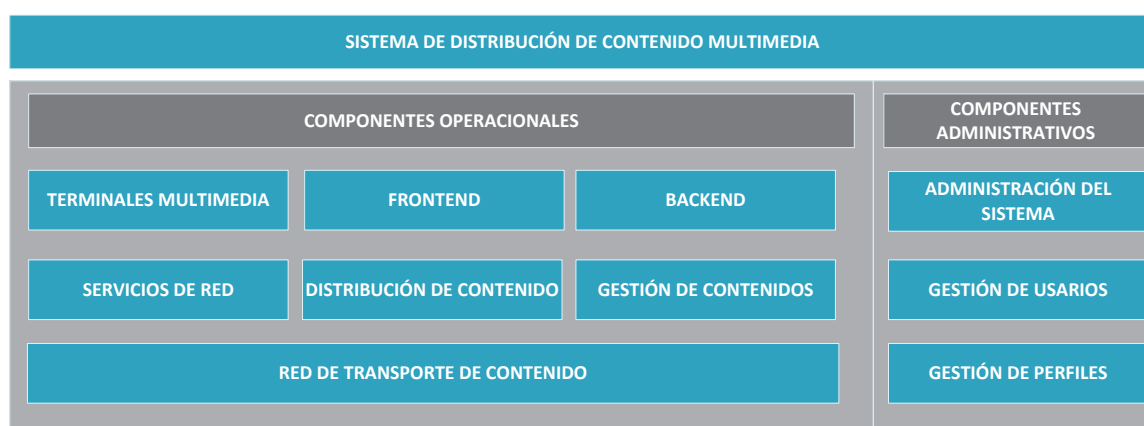 SISTEMA DE DISTRIBUCIÓN DE CONTENIDO MULTIMEDIA
COMPONENTES OPERACIONALES
COMPONENTES
ADMINISTRATIVOS
TERMINALES MULTIMEDIA
FRONTEND
BACKEND
ADMINISTRACIÓN DEL
SISTEMA
SERVICIOS DE RED
DISTRIBUCIÓN DE CONTENIDO
GESTIÓN DE CONTENIDOS
GESTIÓN DE USARIOS
RED DE TRANSPORTE DE CONTENIDO
GESTIÓN DE PERFILES